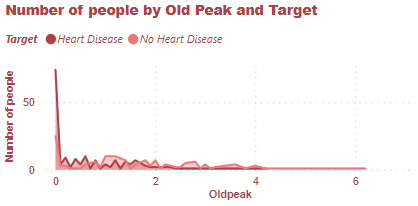 Number of people by Old Peak and Target
Target Heart Disease No Heart Disease
Number of people
50
0
0 2 4 6
Oldpeak